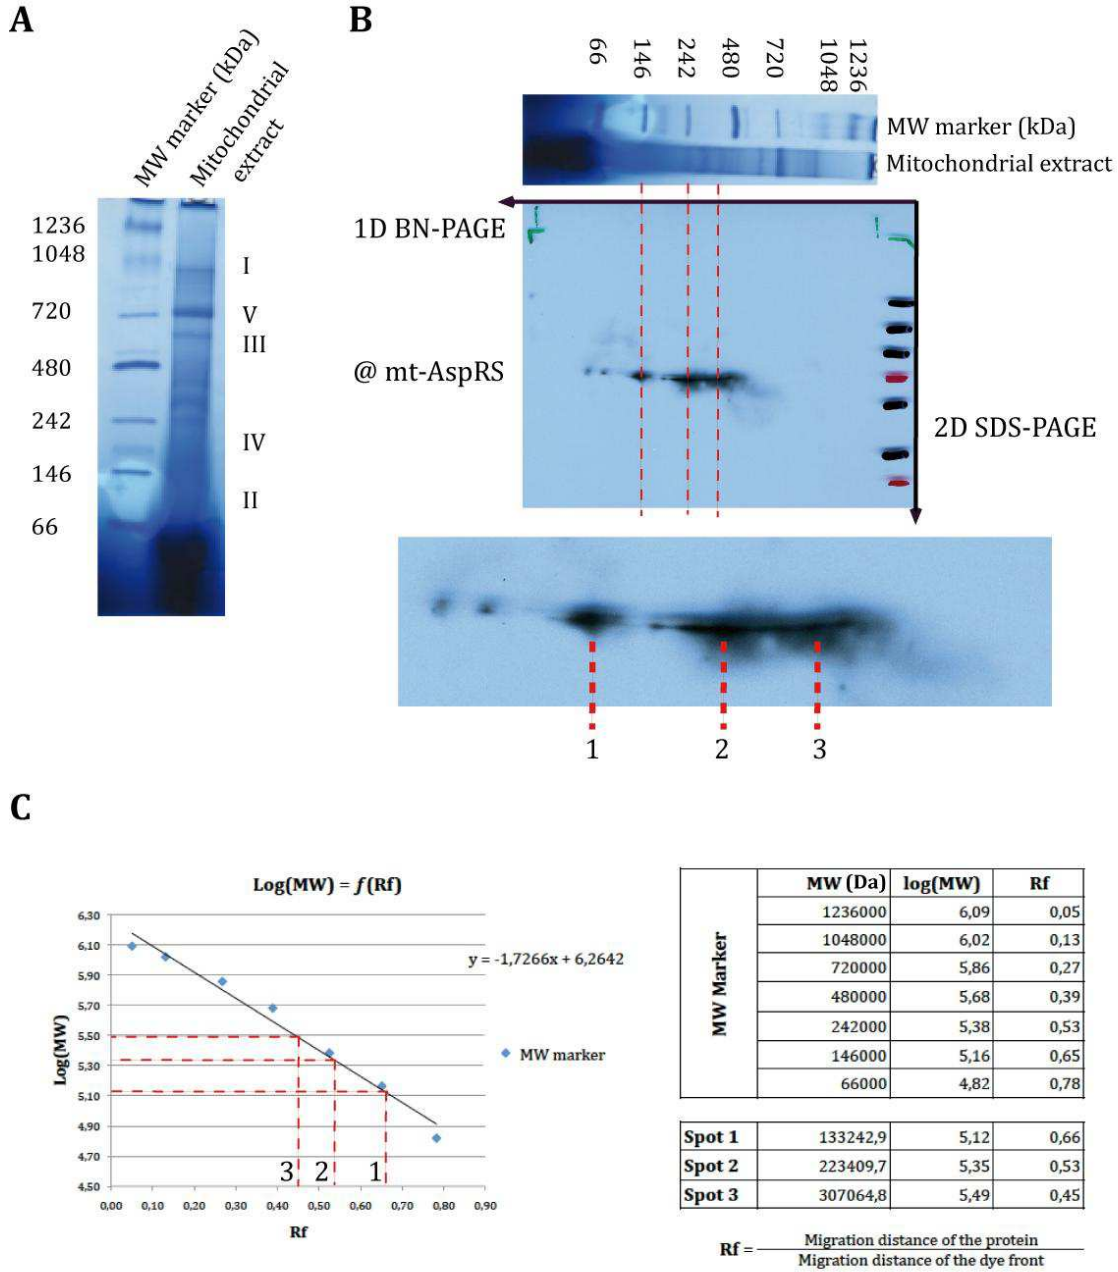 A
MW marker (kDa)
Mitochondrial
extract
1236
1048
720
480
242
146
66
I
V
III
IV
II
B
66
146
242
480
720
1048
1236
MW marker (kDa)
Mitochondrial extract
1D BN-PAGE
@ mt-AspRS
2D SDS-PAGE
1 2 3
C
Log(MW) = f(Rf)
y = -1,7266x + 6,2642
Log(MW)
6,30
6,10
5,90
5,70
5,50
5,30
5,10
4,90
4,70
4,50
3 2 1
0,00 0,10 0,20 0,30 0,40 0,50 0,60 0,70 0,80 0,90
Rf
MW marker
MW Marker
MW (Da) log(MW) Rf
1236000 6,09 0,05
1048000 6,02 0,13
720000 5,86 0,27
480000 5,68 0,39
242000 5,38 0,53
146000 5,16 0,65
66000 4,82 0,78
Spot 1 133242,9 5,12 0,66
Spot 2 223409,7 5,35 0,53
Spot 3 307064,8 5,49 0,45
Rf = Migration distance of the protein
Migration distance of the dye front